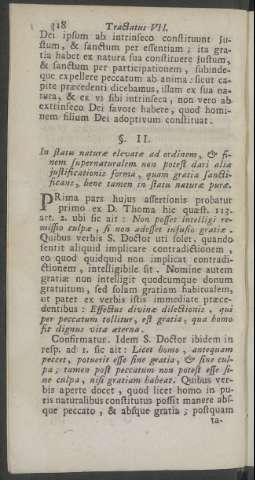 118 Tractatus VII.
Dei ipsum ab intrinseco constituunt Ju-
stum, & sanctum per essentiam; ita gra-
tia habet ex natura sua constituere justum,
& sanctum per participationem, subinde-
que expellere peccatum ab anima: sicut ca-
pite præcedenti dicebamus, illam ex sua na-
tura, & ex vi sibi intrinseca, non vero ab
extrinseco Dei favore habere, quod homi-
nem filium Dei adoptivum constituat.
§. II.
In statu naturæ elevatæ ad ordinem, & fi-
nem supernaturalem non potest dari alia
justificationis forma, quam gratia sancti-
ficans, bene tamen in statu naturæ puræ.
PRima pars hujus assertionis probatur
primo ex D. Thoma hic quæst. 113.
art. 2. ubi sic ait: Non posset intelligi re-
missio culpæ, si non adesset infusio gratiæ.
Quibus verbis S. Doctor uti solet, quando
sentit aliquid implicare contradictionem,
eo quod quidquid non implicat contradi-
ctionem, intelligibile sit. Nomine autem
gratiæ non intelligit quodcumque donum
gratuitum, sed solam gratiam habitualem,
ut patet ex verbis istis immediate præce-
dentibus: Effectus divinæ dilectionis, qui
per peccatum tollitur, est gratia, qua homo
fit dignus vita æterna.
Confirmatur. Idem S. Doctor ibidem in
resp. ad 1. sic ait: Licet homo, antequam
peccet, potuerit esse sine gratia, & sine cul-
pa; tamen post peccatum non potest esse si-
ne culpa, nisi gratiam habeat. Quibus ver-
bis aperte docet, quod licet homo in pu-
ris naturalibus constitutus possit manere abs-
que peccato, & absque gratia; postquam
ta-